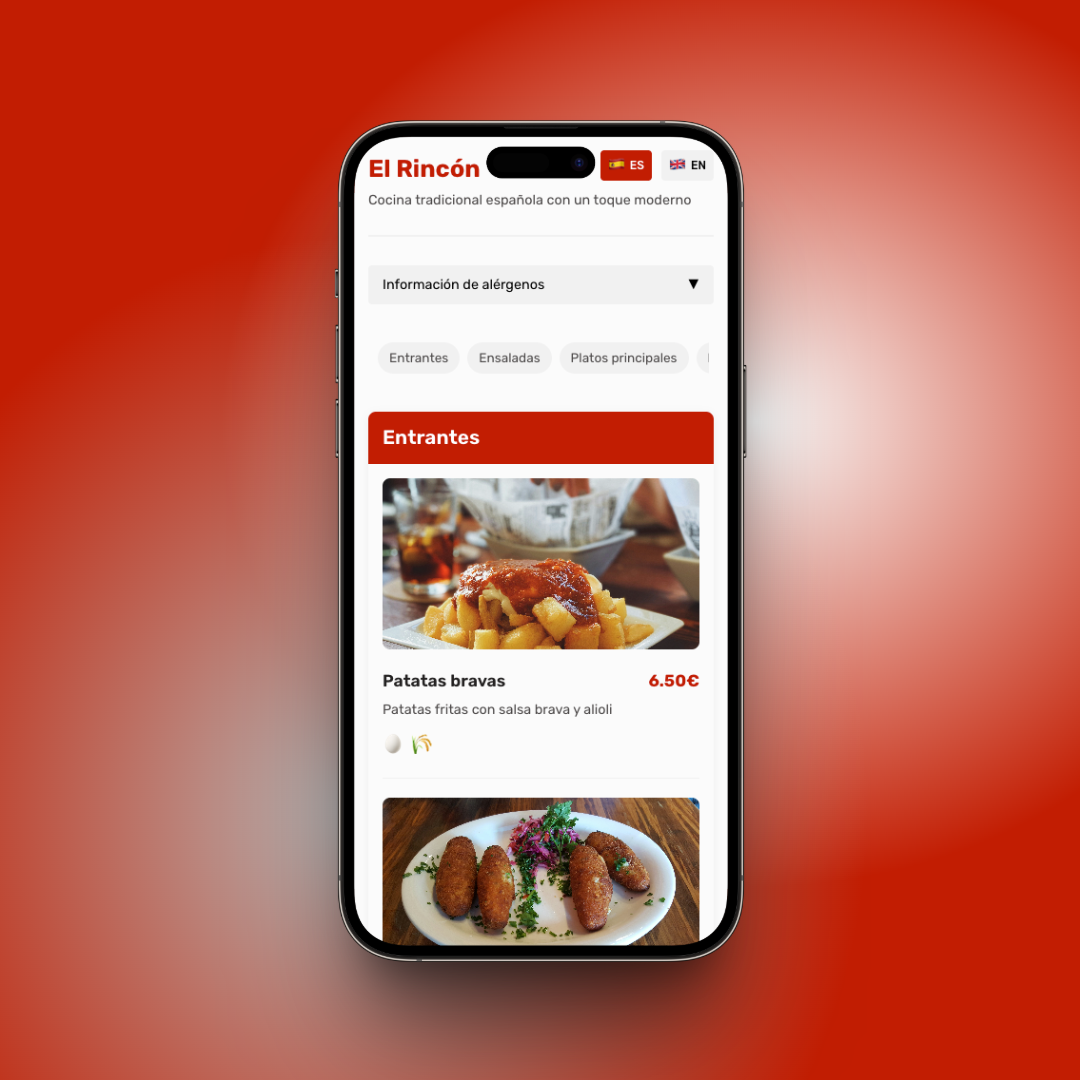 El Rincón
ES
EN
Cocina tradicional española con un toque moderno
Información de alérgenos
Entrantes
Ensaladas
Platos principales
Entrantes
Patatas bravas
6.50€
Patatas fritas con salsa brava y alioli